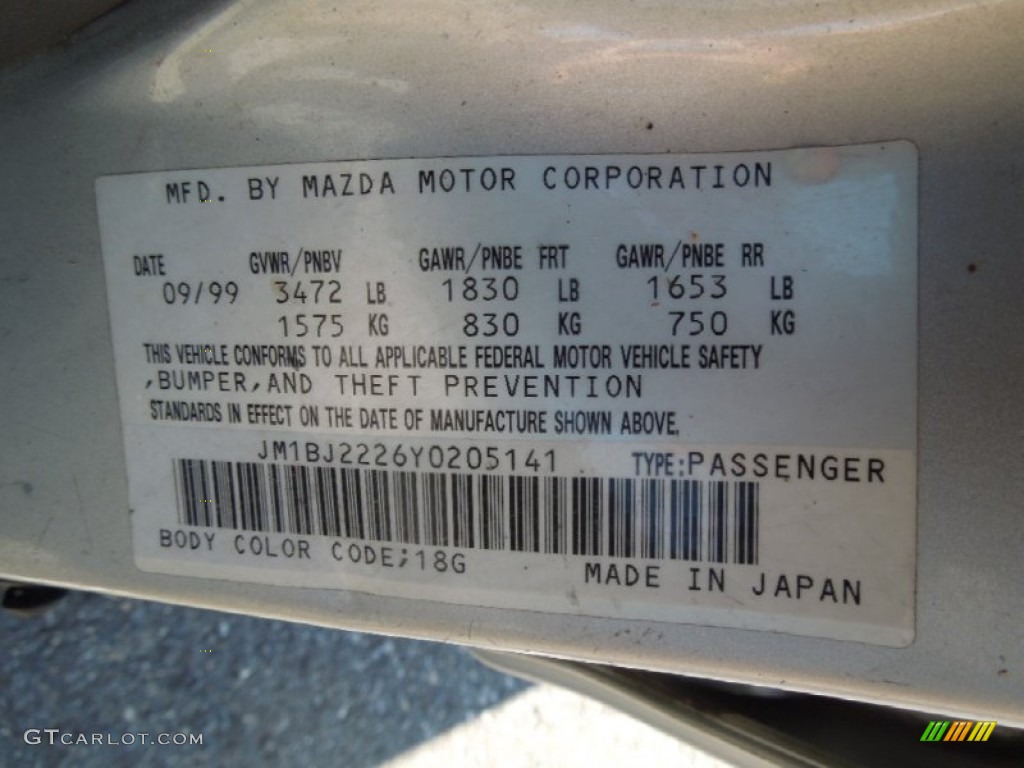 MFD. BY MAZDA MOTOR CORPORATION
DATE GVWR/PNBV GAWR/PNBE FRT GAWR/PNBE RR
09/99 3472 LB 1830 LB 1653 LB
1575 KG 830 KG 750 KG
THIS VEHICLE CONFORMS TO ALL APPLICABLE FEDERAL MOTOR VEHICLE SAFETY
,BUMPER,AND THEFT PREVENTION
STANDARDS IN EFFECT ON THE DATE OF MANUFACTURE SHOWN ABOVE.
JM1BJ2226Y0205141 TYPE:PASSENGER
BODY COLOR CODE;18G
MADE IN JAPAN
GTCARLOT.COM